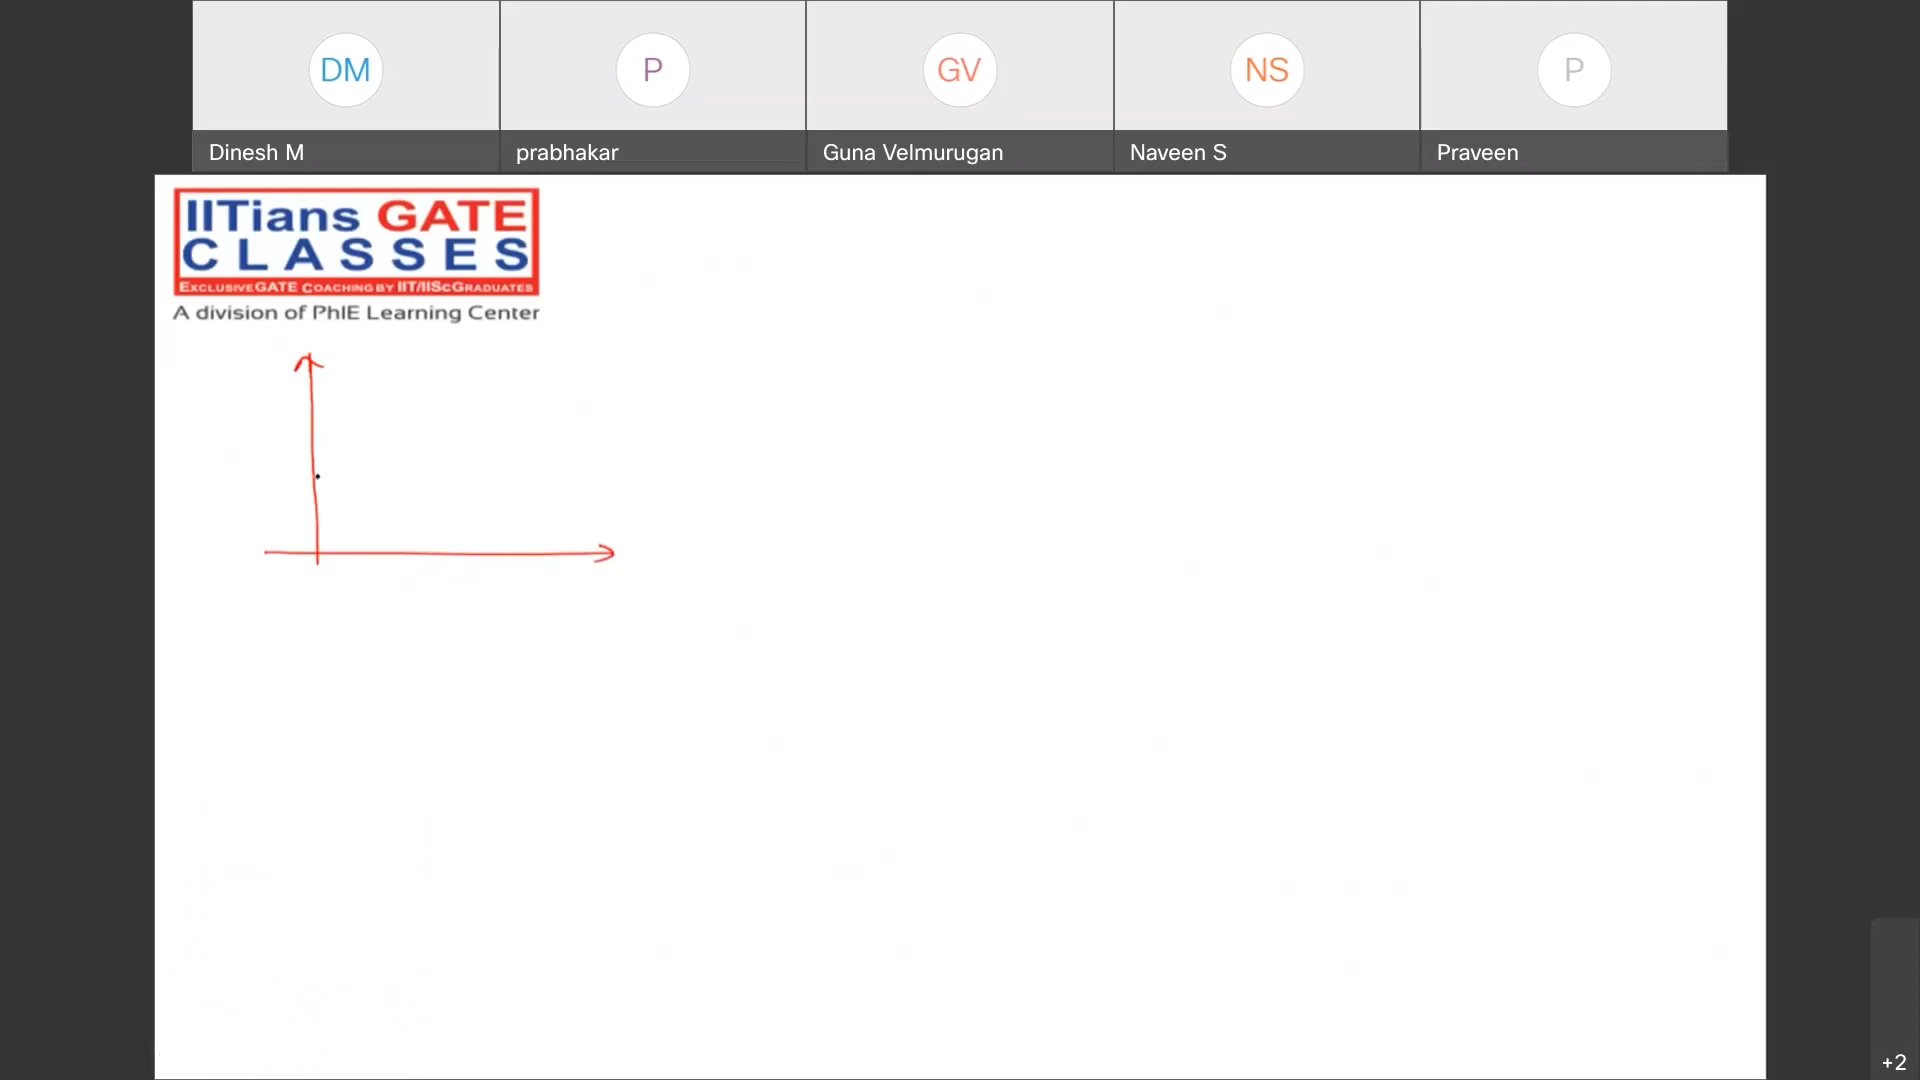 DM
P
GV
NS
P
Dinesh M
prabhakar
Guna Velmurugan
Naveen S
Praveen
IITians GATE
CLASSES
EXCLUSIVE GATE COACHING BY IIT/IISc GRADUATES
A division of PhIE Learning Center
+2